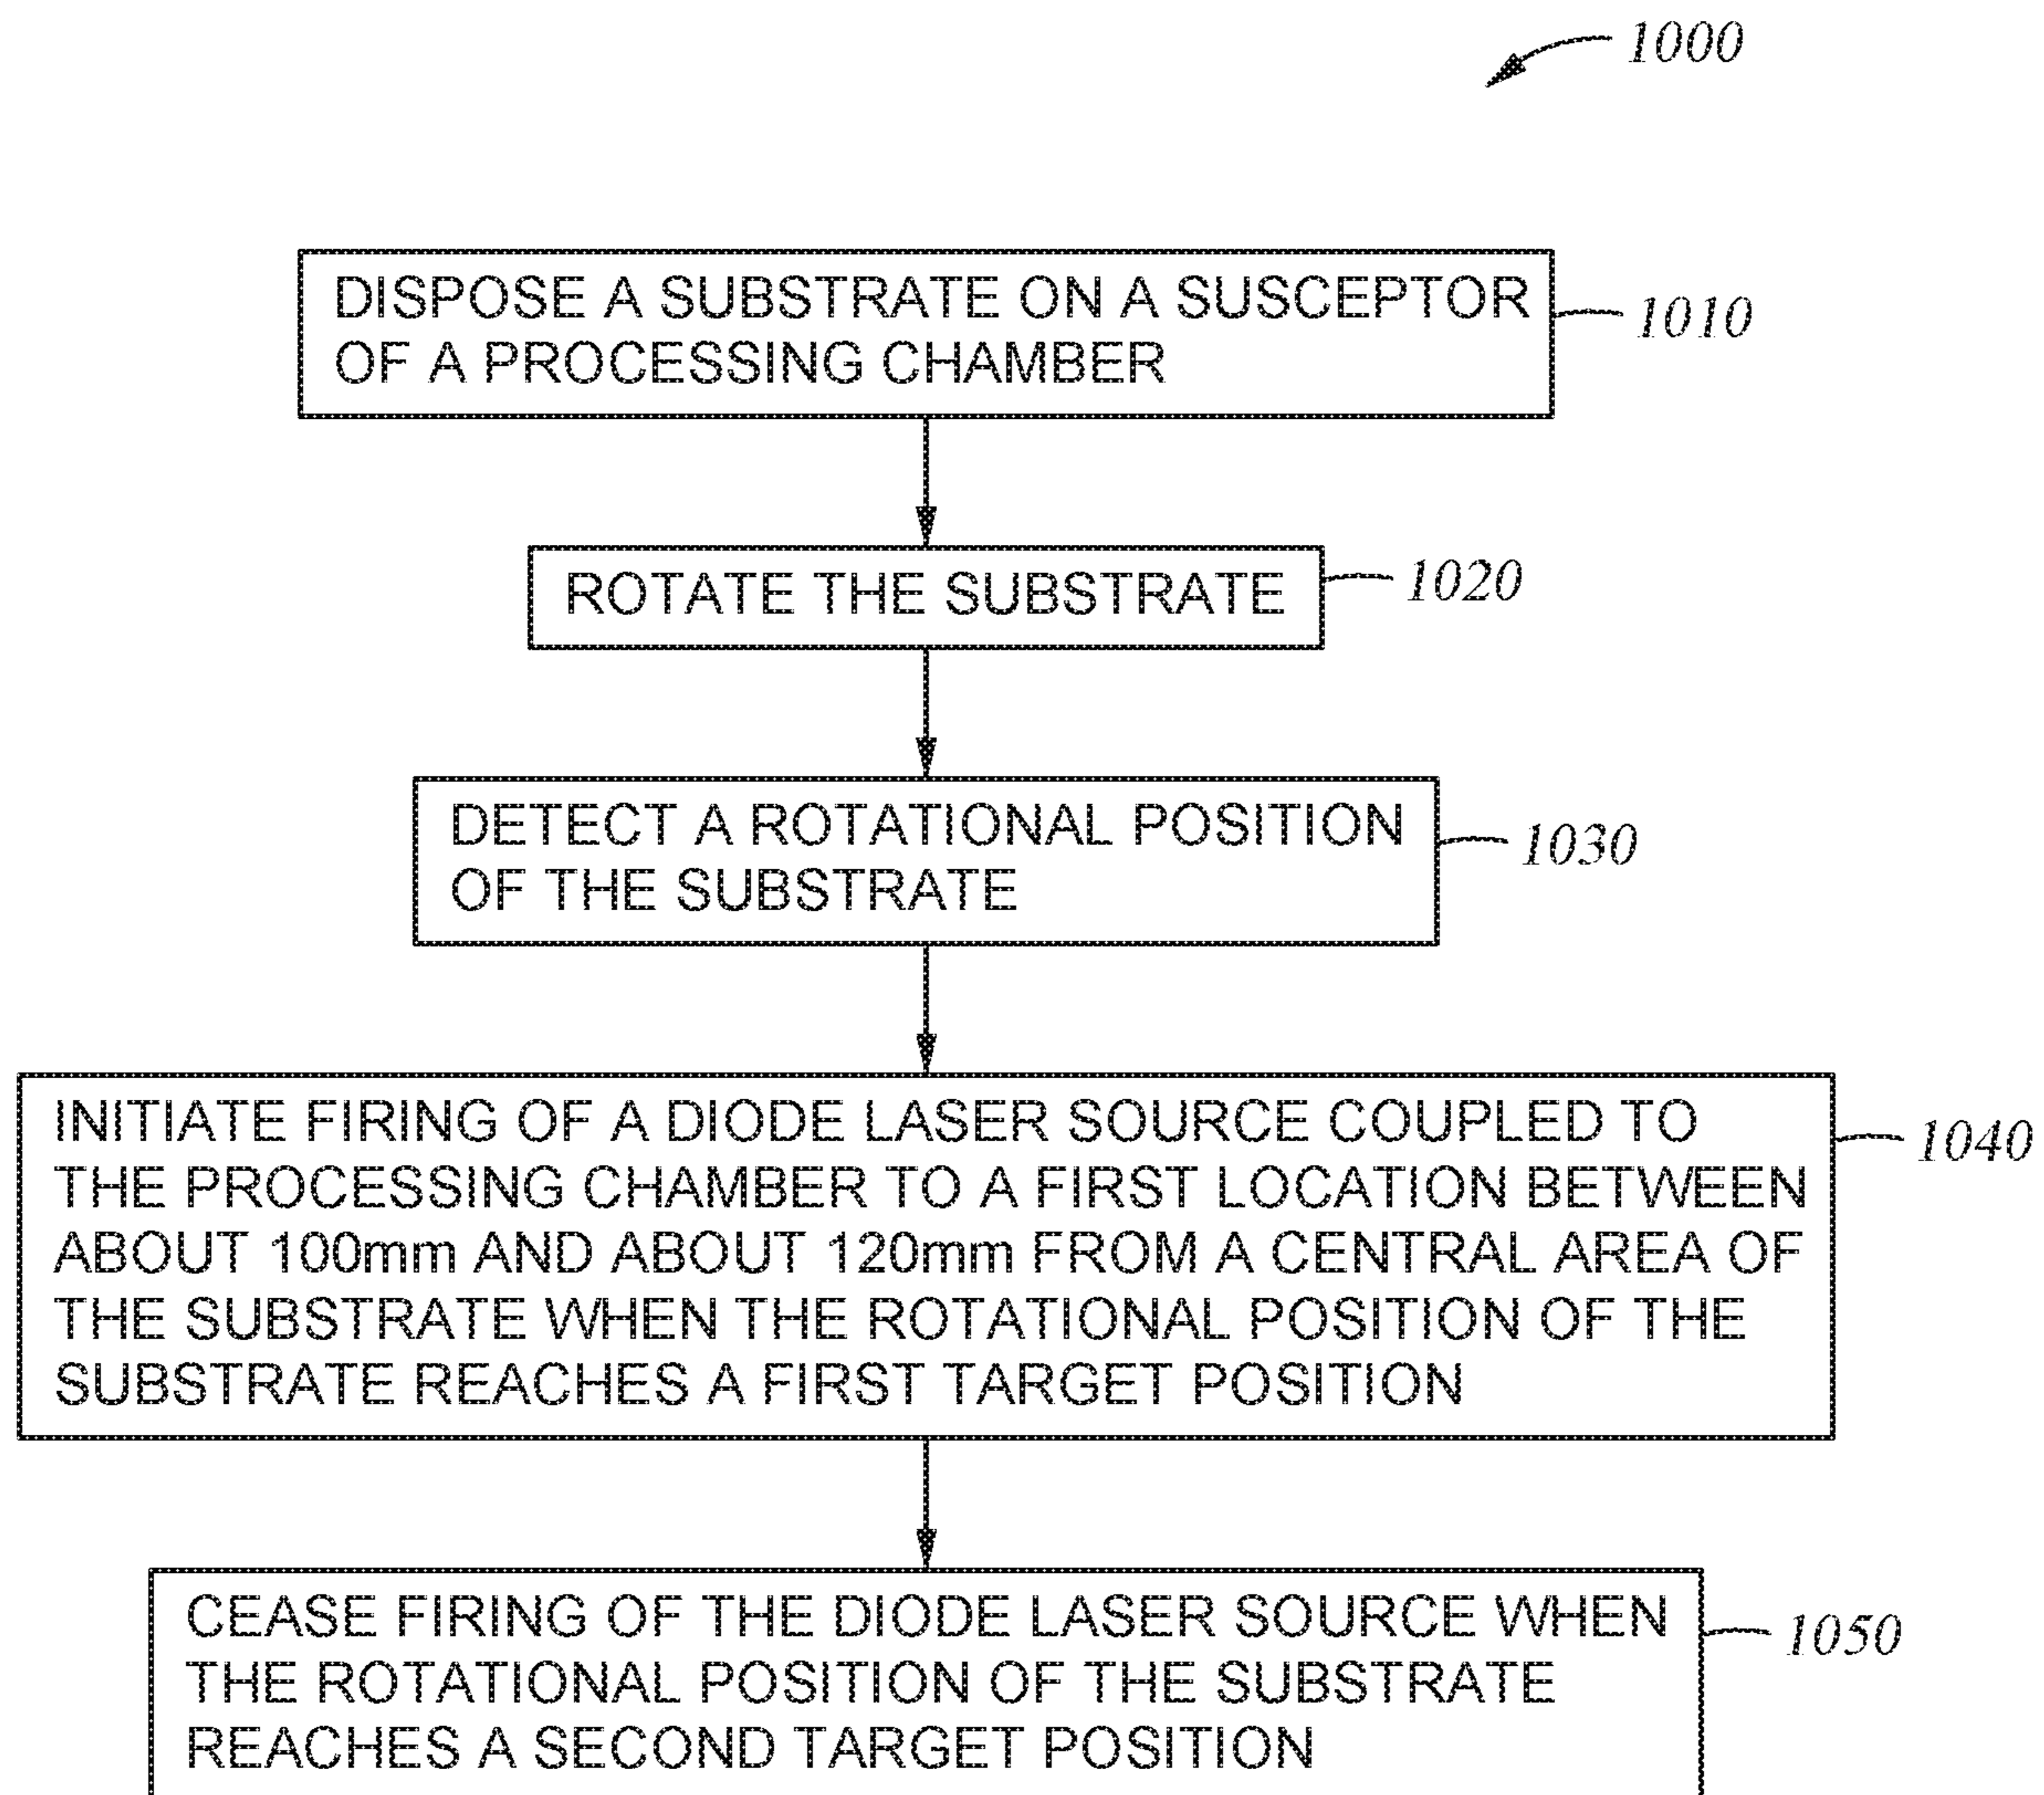 1000
DISPOSE A SUBSTRATE ON A SUSCEPTOR
OF A PROCESSING CHAMBER
1010
ROTATE THE SUBSTRATE
1020
DETECT A ROTATIONAL POSITION
OF THE SUBSTRATE
1030
INITIATE FIRING OF A DIODE LASER SOURCE COUPLED TO
THE PROCESSING CHAMBER TO A FIRST LOCATION BETWEEN
ABOUT 100mm AND ABOUT 120mm FROM A CENTRAL AREA OF
THE SUBSTRATE WHEN THE ROTATIONAL POSITION OF THE
SUBSTRATE REACHES A FIRST TARGET POSITION
1040
CEASE FIRING OF THE DIODE LASER SOURCE WHEN
THE ROTATIONAL POSITION OF THE SUBSTRATE
REACHES A SECOND TARGET POSITION
1050